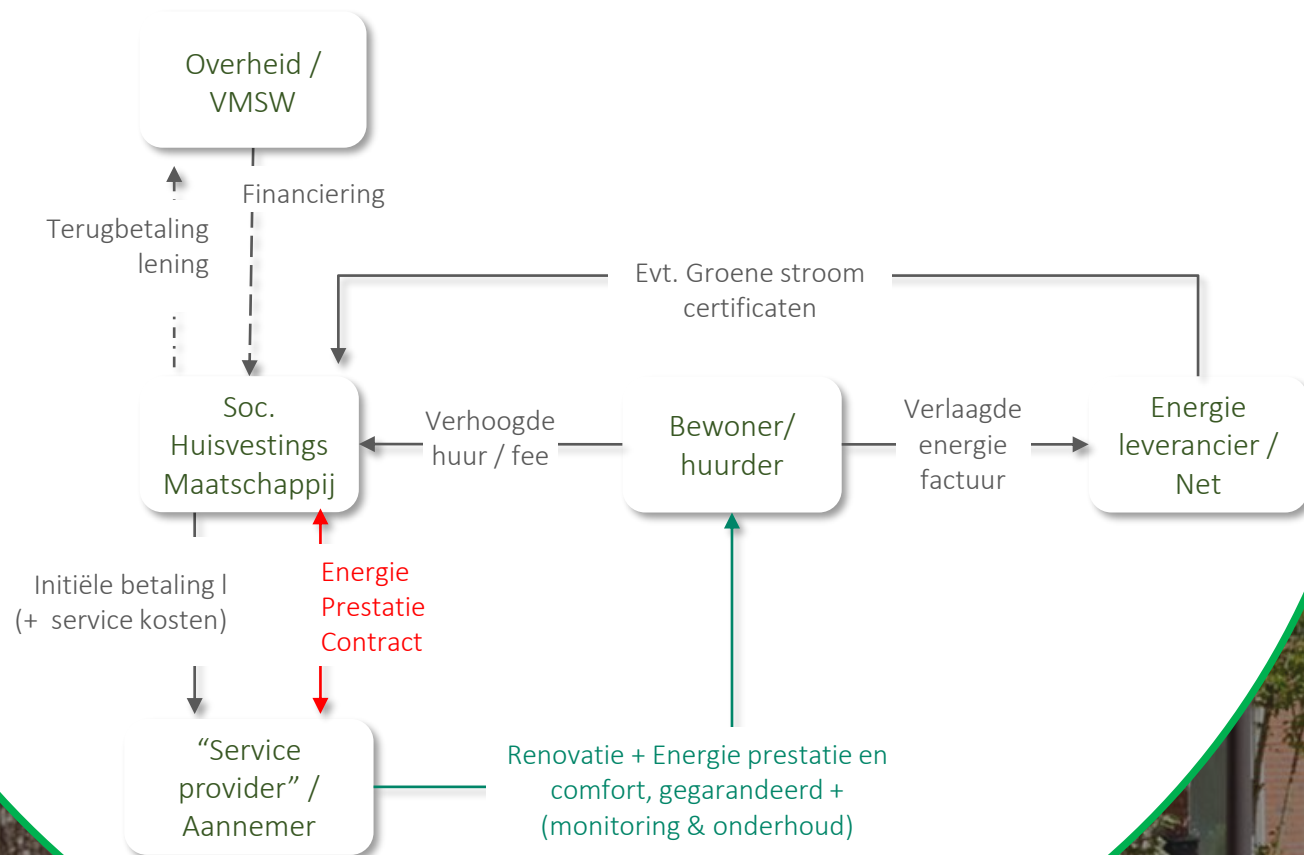 Overheid /
VMSW
Financiering
Terugbetaling
lening
Evt. Groene stroom
certificaten
Soc.
Huisvestings
Maatschappij
Verhoogde
huur / fee
Bewoner/
huurder
Verlaagde
energie
factuur
Energie
leverancier /
Net
Initiële betaling l
(+  service kosten)
Energie
Prestatie
Contract
“Service
provider” /
Aannemer
Renovatie + Energie prestatie en
comfort, gegarandeerd +
(monitoring & onderhoud)